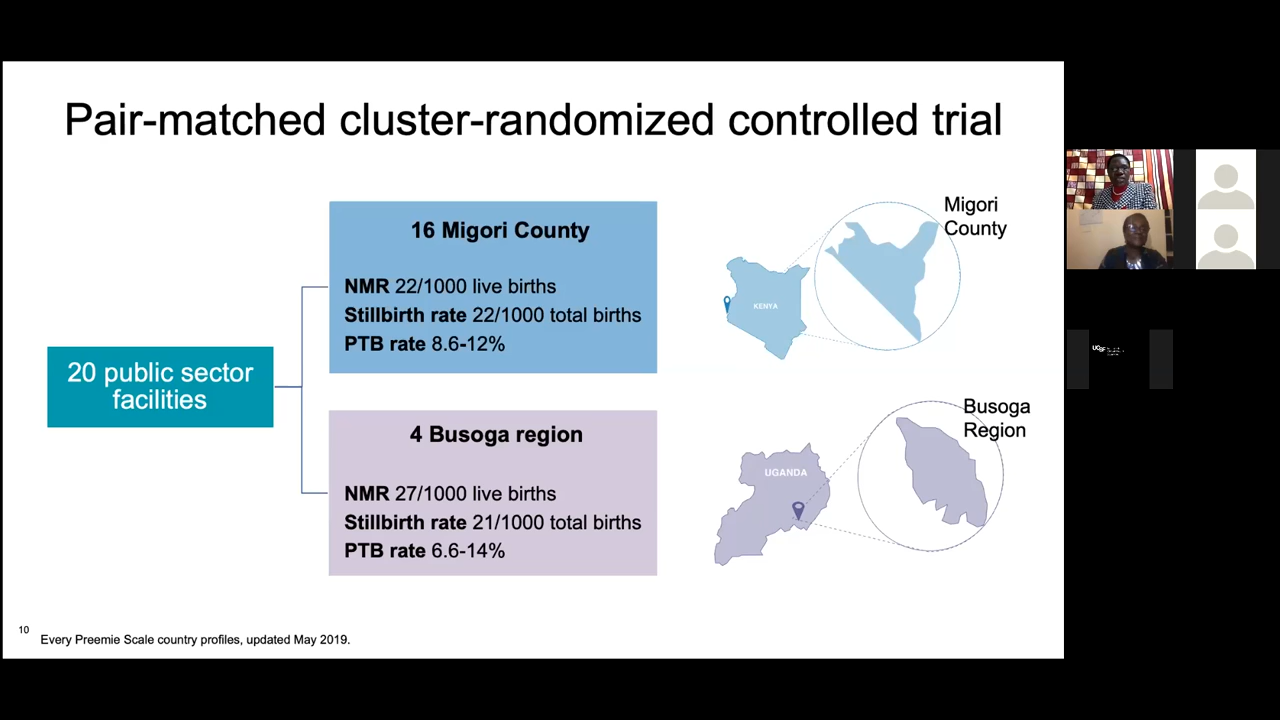 Pair-matched cluster-randomized controlled trial
20 public sector
facilities
16 Migori County
NMR 22/1000 live births
Stillbirth rate 22/1000 total births
PTB rate 8.6-12%
4 Busoga region
NMR 27/1000 live births
Stillbirth rate 21/1000 total births
PTB rate 6.6-14%
KENYA
Migori
County
UGANDA
Busoga
Region
10
Every Preemie Scale country profiles, updated May 2019.
UCSF